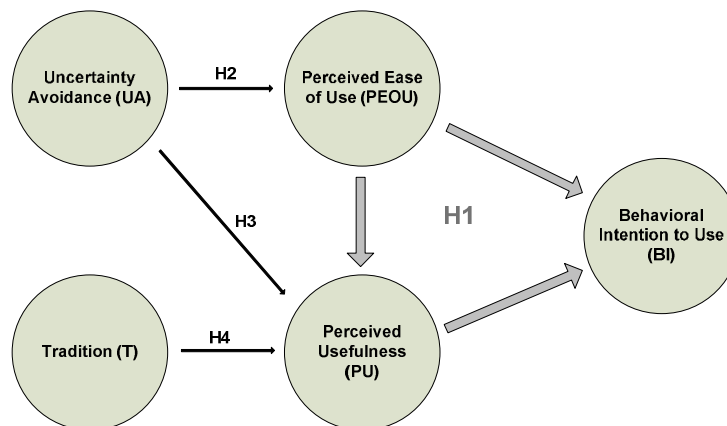 Uncertainty
Avoidance (UA)
H2
Perceived Ease
of Use (PEOU)
H3
H1
Behavioral
Intention to Use
(BI)
Tradition (T)
H4
Perceived
Usefulness
(PU)